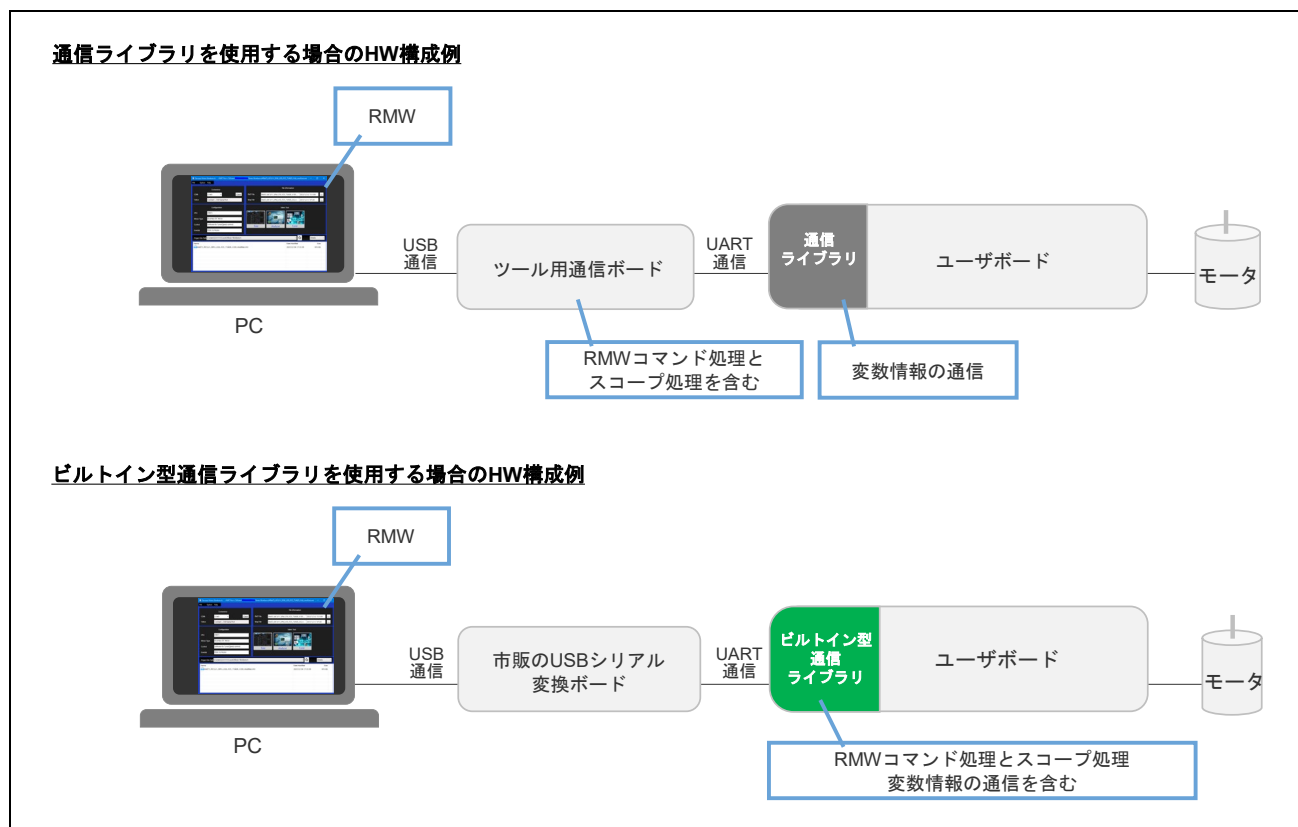 通信ライブラリを使用する場合のHW構成例
RMW
USB
通信
ツール用通信ボード
UART
通信
通信
ライブラリ
ユーザボード
モータ
PC
RMWコマンド処理と
スコープ処理を含む
変数情報の通信
ビルトイン型通信ライブラリを使用する場合のHW構成例
RMW
USB
通信
市販のUSBシリアル
変換ボード
UART
通信
ビルトイン型
通信
ライブラリ
ユーザボード
モータ
PC
RMWコマンド処理とスコープ処理
変数情報の通信を含む